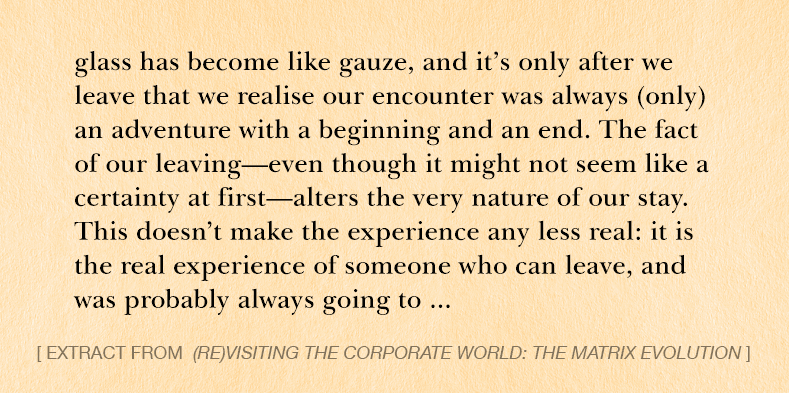 glass has become like gauze, and it’s only after we
leave that we realise our encounter was always (only)
an adventure with a beginning and an end. The fact
of our leaving—even though it might not seem like a
certainty at first—alters the very nature of our stay.
This doesn’t make the experience any less real: it is
the real experience of someone who can leave, and
was probably always going to ...
[ EXTRACT FROM (RE)VISITING THE CORPORATE WORLD: THE MATRIX EVOLUTION ]